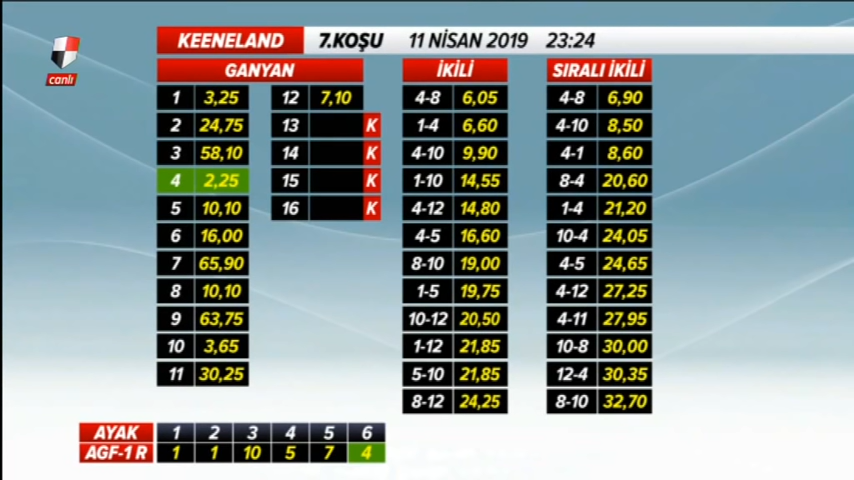 KEENELAND 7.KOŞU 11 NİSAN 2019 23:24
canlı
GANYAN İKİLİ SIRALI İKİLİ
1 3,25 12 7,10 4-8 6,05 4-8 6,90
2 24,75 13 K 1-4 6,60 4-10 8,50
3 58,10 14 K 4-10 9,90 4-1 8,60
4 2,25 15 K 1-10 14,55 8-4 20,60
5 10,10 16 K 4-12 14,80 1-4 21,20
6 16,00 4-5 16,60 10-4 24,05
7 65,90 8-10 19,00 4-5 24,65
8 10,10 1-5 19,75 4-12 27,25
9 63,75 10-12 20,50 4-11 27,95
10 3,65 1-12 21,85 10-8 30,00
11 30,25 5-10 21,85 12-4 30,35
8-12 24,25 8-10 32,70
AYAK 1 2 3 4 5 6
AGF-1 R 1 1 10 5 7 4